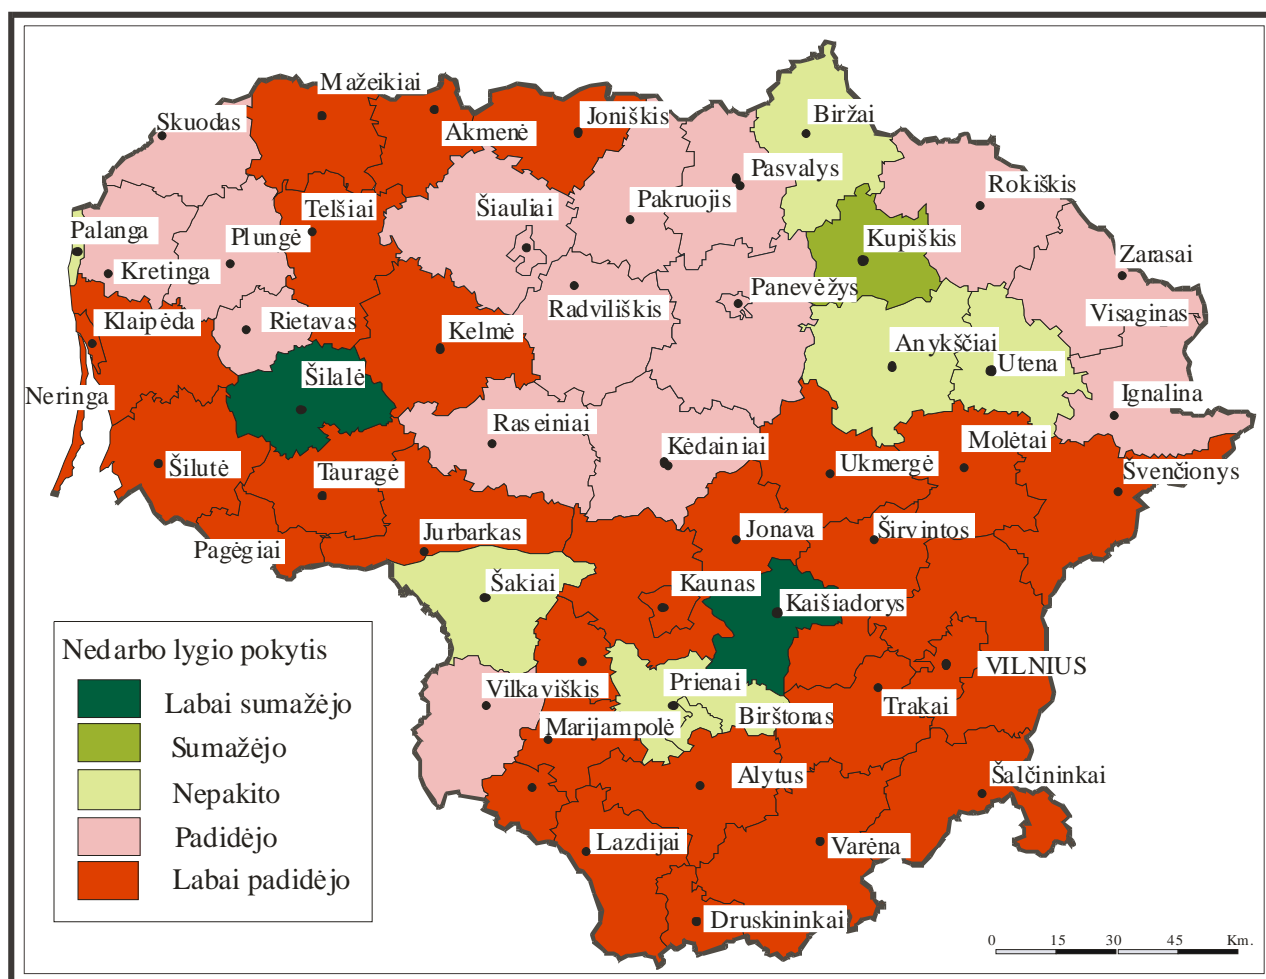 Mažeikiai
Skuodas
Akmenė
Joniškis
Biržai
Pasvalys
Rokiškis
Telšiai
Šiauliai
Pakruojis
Palanga
Plungė
Kupiškis
Zarasai
Kretinga
Panevėžys
Radviliškis
Visaginas
Klaipėda
Rietavas
Kelmė
Anykščiai
Utena
Šilalė
Neringa
Ignalina
Raseiniai
Kėdainiai
Molėtai
Ukmergė
Šilutė
Tauragė
Švenčionys
Jurbarkas
Jonava
Širvintos
Pagėgiai
Šakiai
Kaunas
Kaišiadorys
Nedarbo lygio pokytis
VILNIUS
Vilkaviškis
Prienai
Trakai
Labai sumažėjo
Marijampolė
Birštonas
Sumažėjo
Alytus
Šalčininkai
Nepakito
Padidėjo
Lazdijai
Varėna
Labai padidėjo
Druskininkai
0 15 30 45 Km.